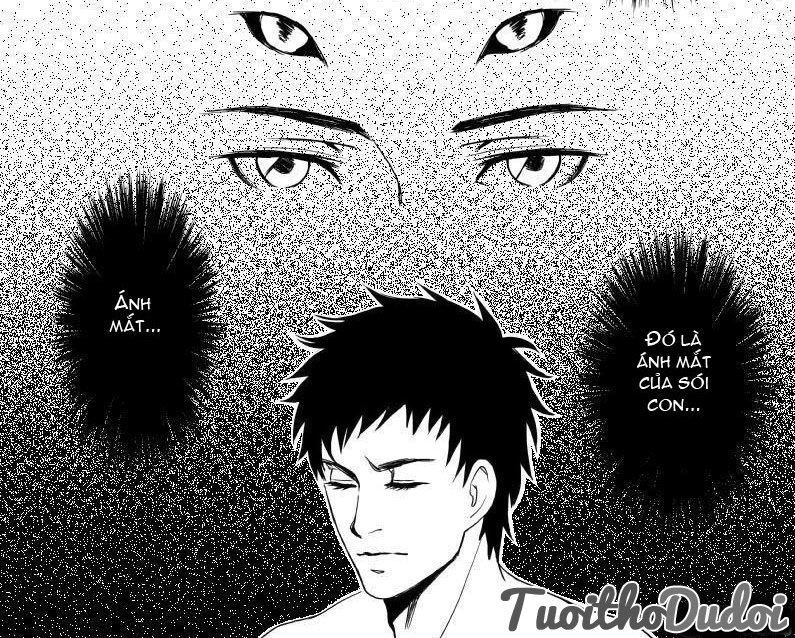 Ánh
mắt...
Đó là
ánh mắt
của sói
con...
TuoithoDudoi